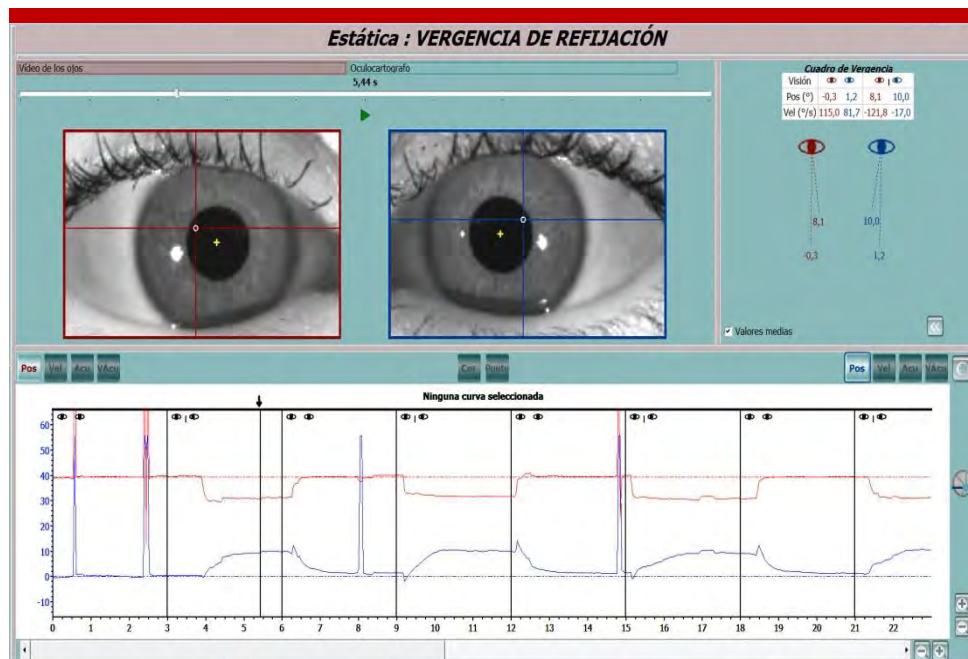 Estática : VERGENCIA DE REFIJACIÓN
Vídeo de los ojos
Oculocartografo
5,44 s
Cuadro de Vergencia
Visión
Pos (°) -0,3 1,2 8,1 10,0
Vel (°/s) 115,0 81,7 -121,8 -17,0
8,1 10,0
-0,3 1,2
Valores medias
Pos Vel Acu VAcu
Cor
Pos Vel Acu VAcu
Ninguna curva seleccionada
60
50
40
30
20
10
0
-10
0 1 2 3 4 5 6 7 8 9 10 11 12 13 14 15 16 17 18 19 20 21 22